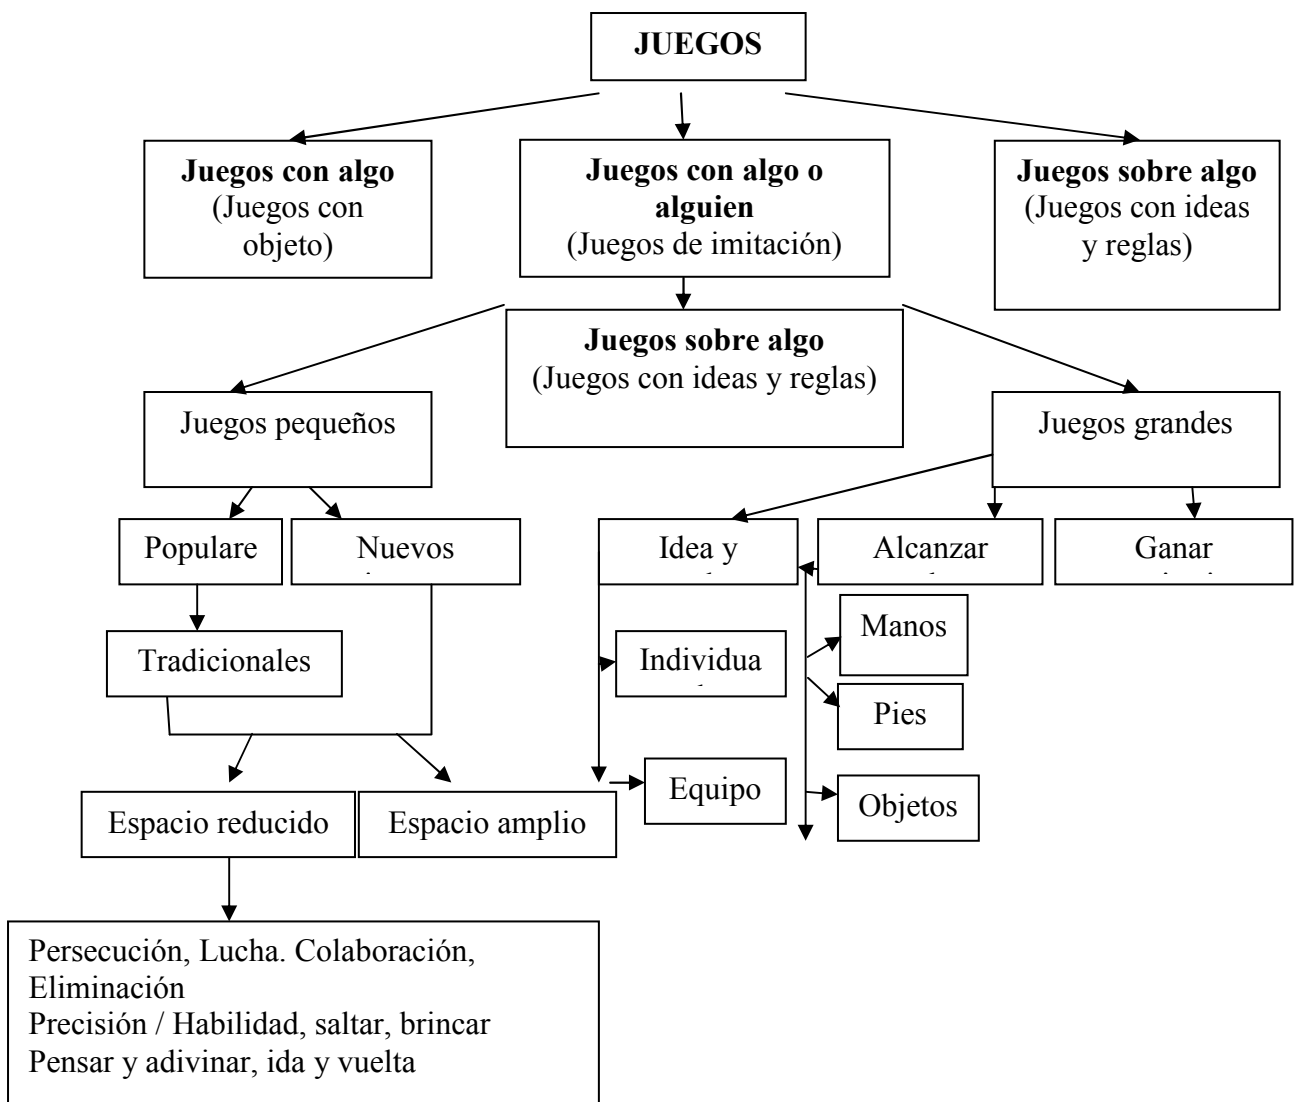 JUEGOS
Juegos con algo
(Juegos con
objeto)
Juegos con algo o
alguien
(Juegos de imitación)
Juegos sobre algo
(Juegos con ideas
y reglas)
Juegos sobre algo
(Juegos con ideas y reglas)
Juegos pequeños
Juegos grandes
Populare
Nuevos
Idea y
Alcanzar
Ganar
Tradicionales
Individua
Manos
Pies
Equipo
Objetos
Espacio reducido
Espacio amplio
Persecución, Lucha. Colaboración,
Eliminación
Precisión / Habilidad, saltar, brincar
Pensar y adivinar, ida y vuelta